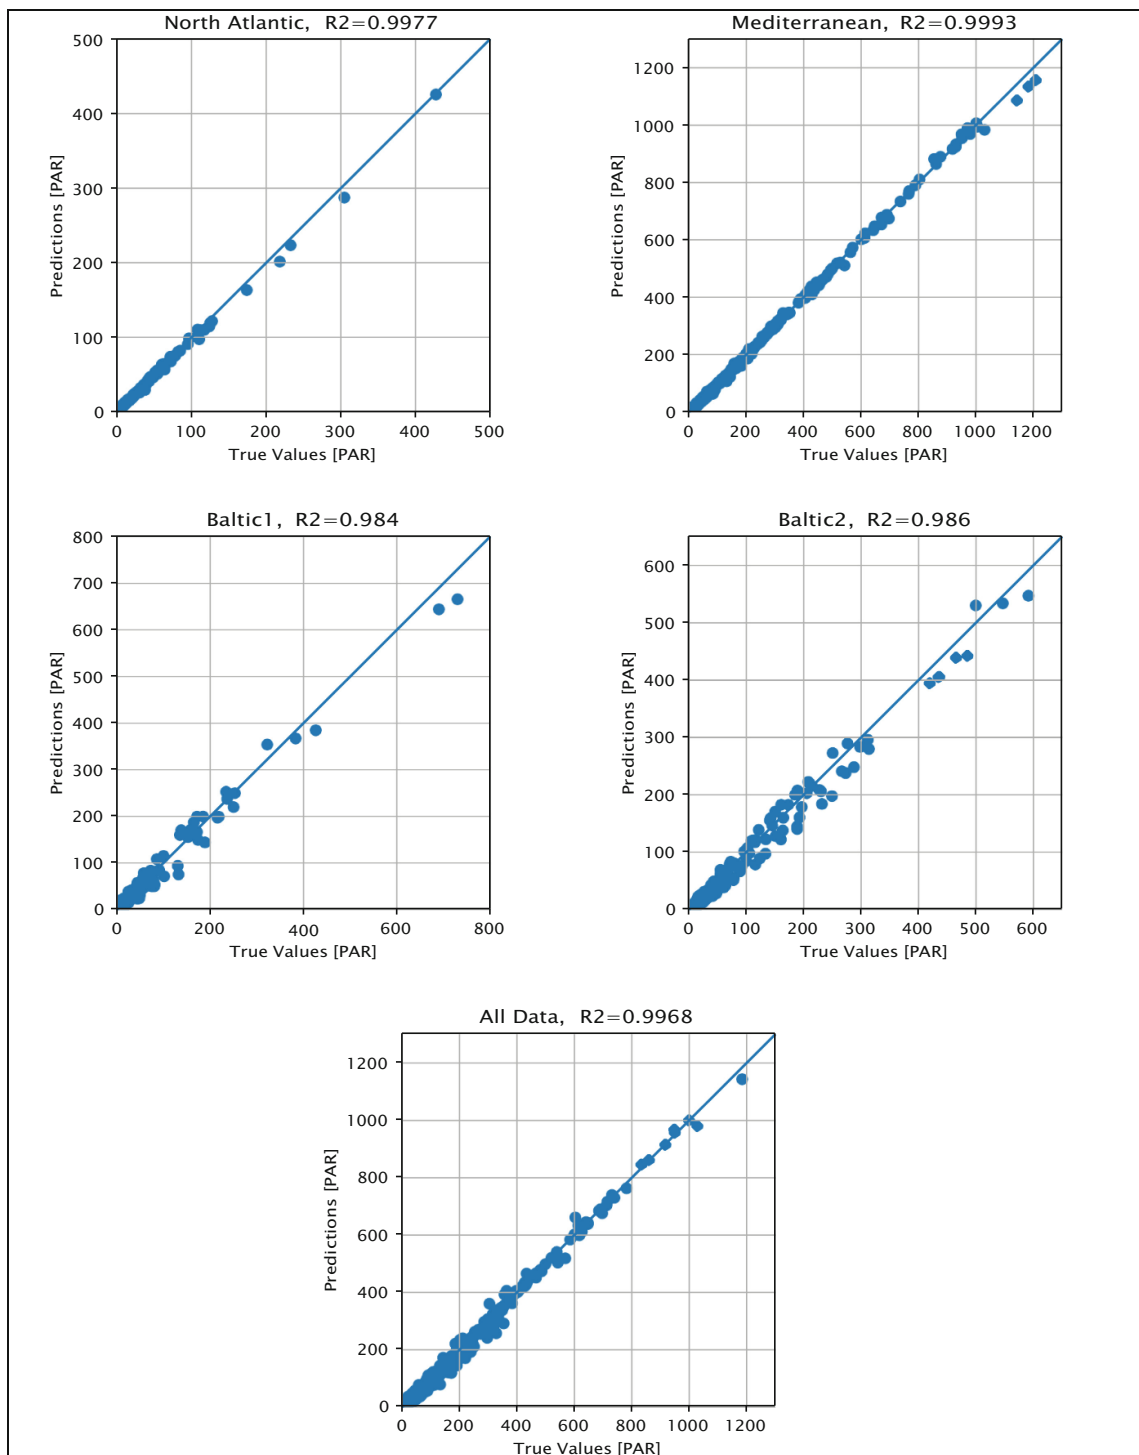 North Atlantic, R2=0.9977
500
400
300
200
100
0
Predictions [PAR]
0 100 200 300 400 500
True Values [PAR]
Mediterranean, R2=0.9993
1200
1000
800
600
400
200
0
Predictions [PAR]
0 200 400 600 800 1000 1200
True Values [PAR]
Baltic1, R2=0.984
800
700
600
500
400
300
200
100
0
Predictions [PAR]
0 200 400 600 800
True Values [PAR]
Baltic2, R2=0.986
600
500
400
300
200
100
0
Predictions [PAR]
0 100 200 300 400 500 600
True Values [PAR]
All Data, R2=0.9968
1200
1000
800
600
400
200
0
Predictions [PAR]
0 200 400 600 800 1000 1200
True Values [PAR]